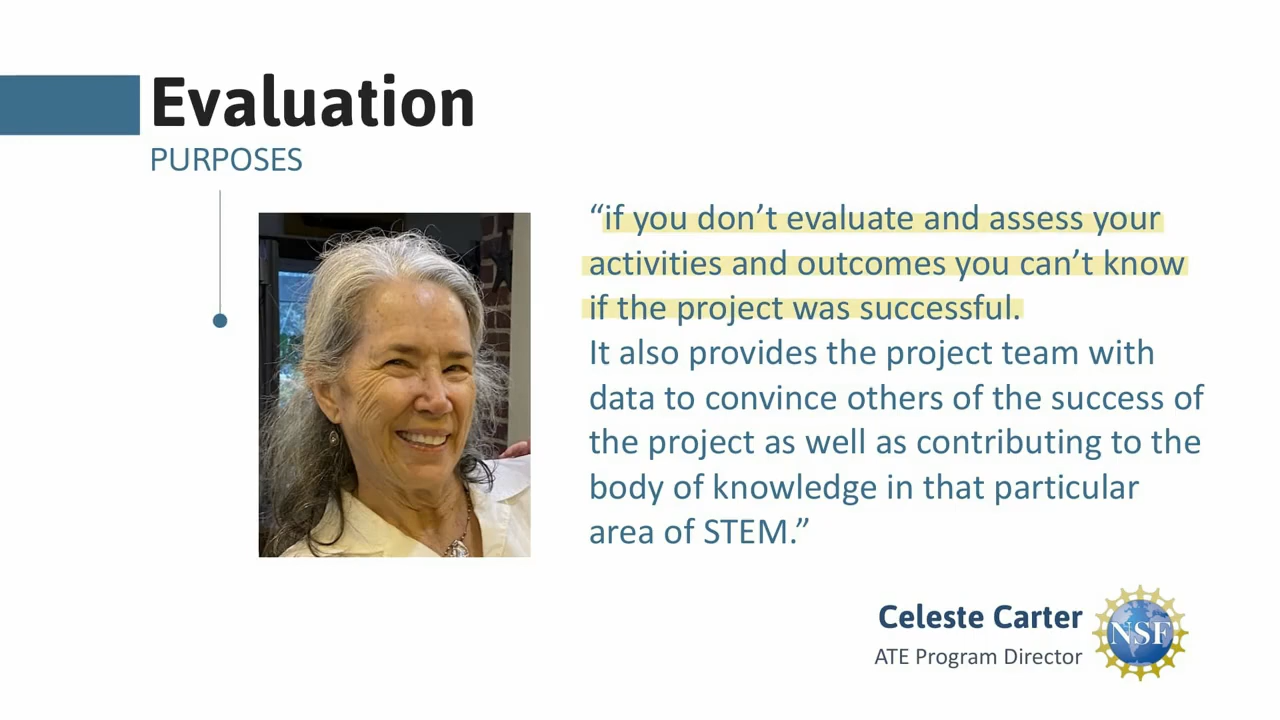 Evaluation
PURPOSES
“if you don’t evaluate and assess your
activities and outcomes you can’t know
if the project was successful.
It also provides the project team with
data to convince others of the success of
the project as well as contributing to the
body of knowledge in that particular
area of STEM.”
Celeste Carter
ATE Program Director
NSF